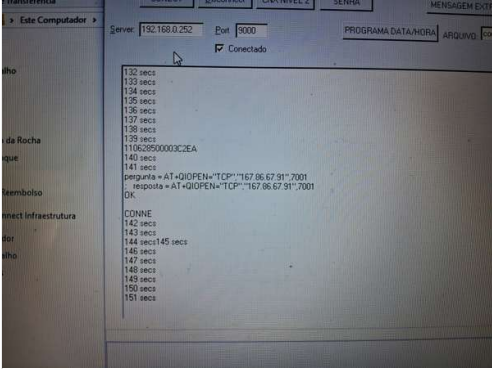 Este Computador
MENSAGEM EXT
Server: 192.168.0.252 Port 9000
PROGRAMA DATA/HORA ARQUIVO
Conectado
132 secs
133 secs
134 secs
135 secs
136 secs
137 secs
138 secs
139 secs
110628500003C2EA
140 secs
141 secs
pergunta = AT+QIOPEN="TCP","167.86.67.91",7001
: resposta = AT+QIOPEN="TCP","167.86.67.91",7001
OK
CONNE
142 secs
143 secs
144 secs145 secs
146 secs
147 secs
148 secs
149 secs
150 secs
151 secs
da Rocha
que
Reembolso
nnect Infraestrutura
dor
alho